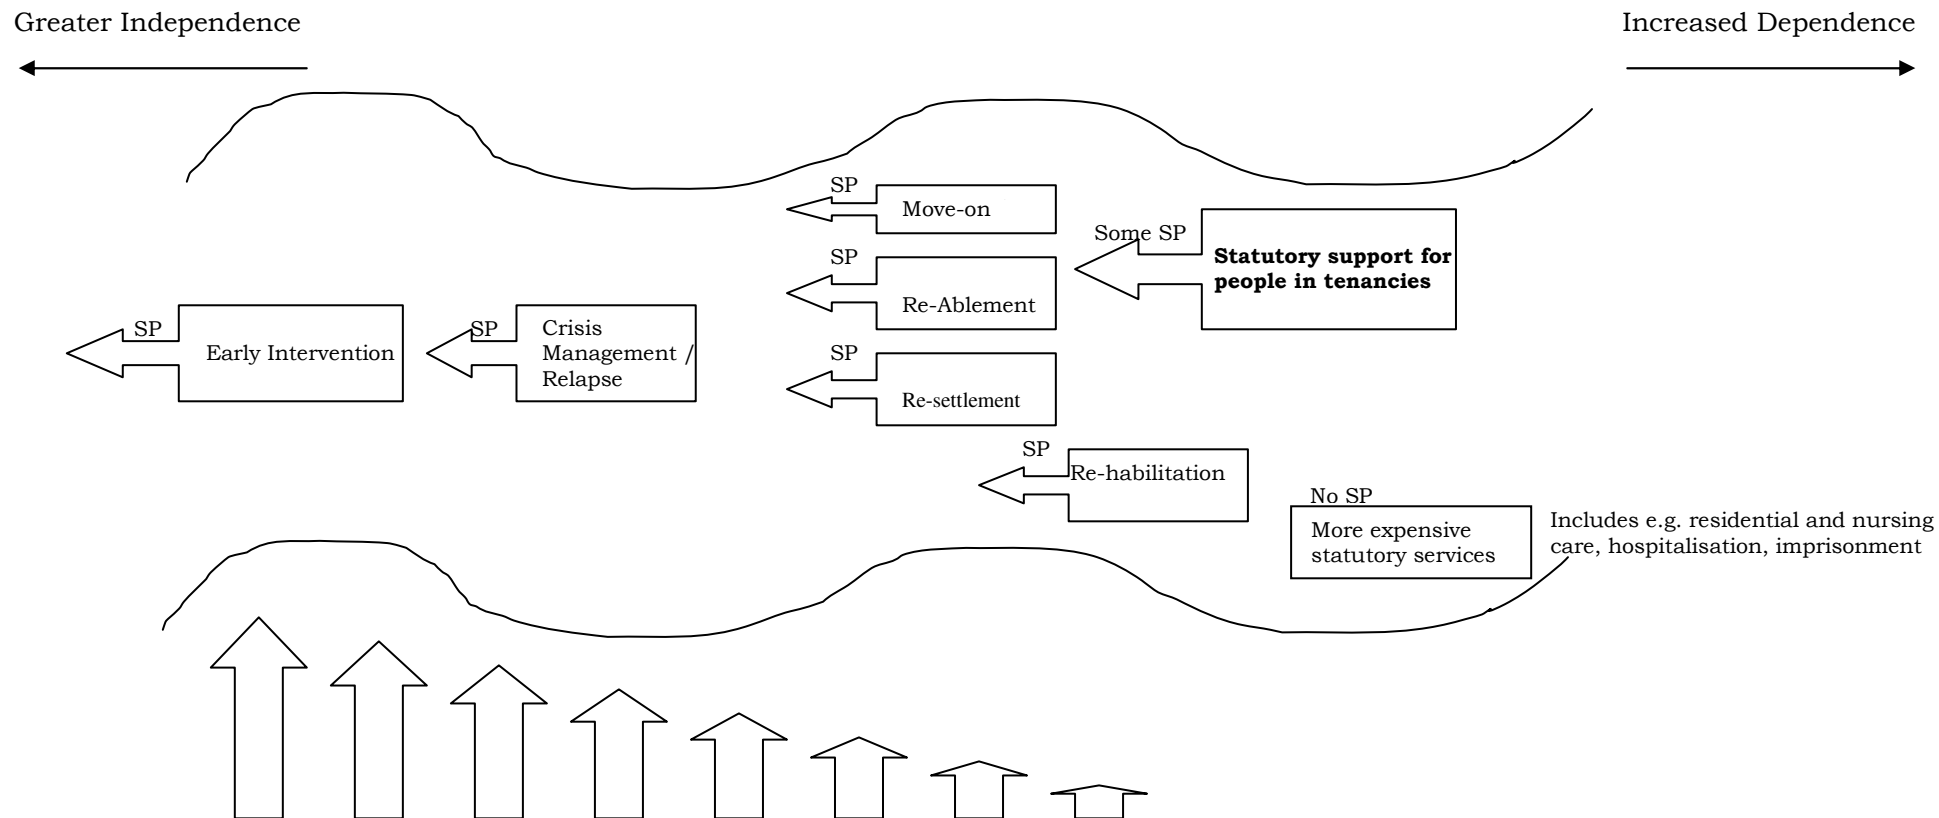 Greater Independence
Increased Dependence
SP
Move-on
Some SP
Statutory support for
people in tenancies
SP
Re-Ablement
SP
Early Intervention
SP
Crisis
Management /
Relapse
SP
Re-settlement
SP
Re-habilitation
No SP
More expensive
statutory services
Includes e.g. residential and nursing
care, hospitalisation, imprisonment